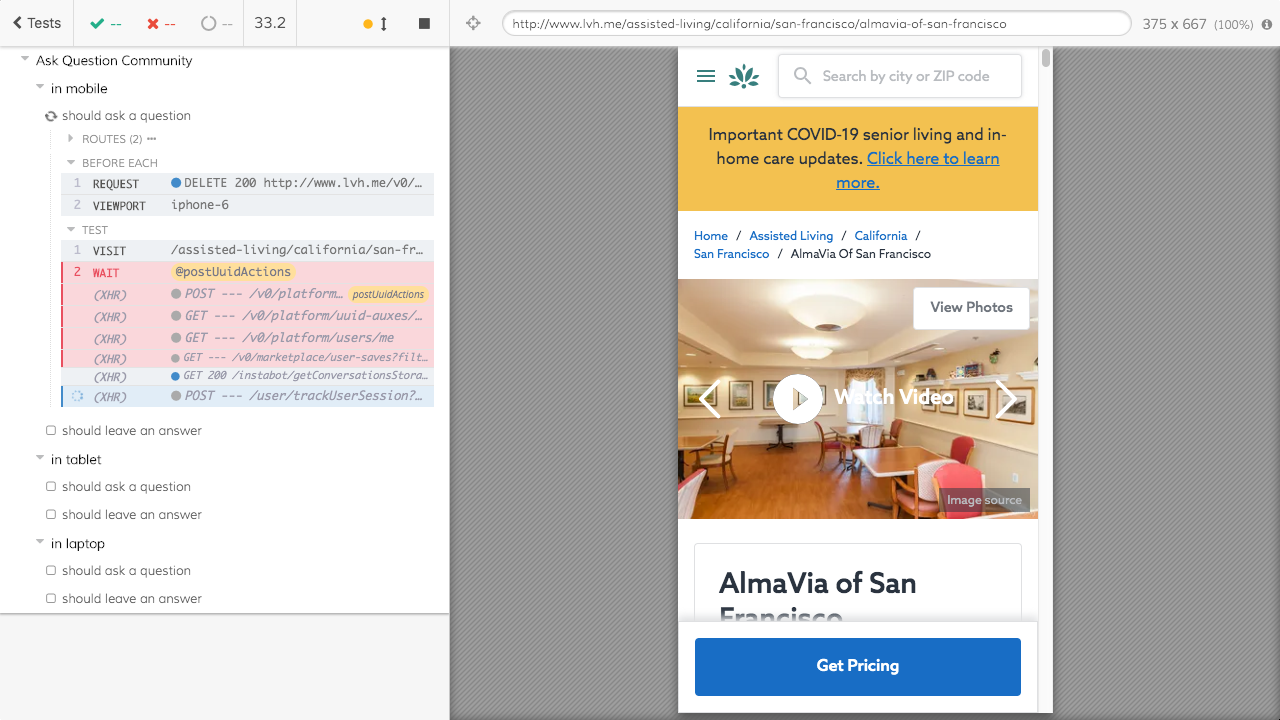 Tests
--
--
--
33.2
http://www.lvh.me/assisted-living/california/san-francisco/almavia-of-san-francisco
375 x 667 (100%)
Ask Question Community
in mobile
should ask a question
ROUTES (2)
BEFORE EACH
1 REQUEST DELETE 200 http://www.lvh.me/v0/…
2 VIEWPORT iphone-6
TEST
1 VISIT /assisted-living/california/san-fr…
2 WAIT @postUuidActions
(XHR) POST --- /v0/platform… postUuidActions
(XHR) GET --- /v0/platform/uuid-auxes/…
(XHR) GET --- /v0/platform/users/me
(XHR) GET --- /v0/marketplace/user-saves?filt…
(XHR) GET 200 /instabot/getConversationsStora…
(XHR) POST --- /user/trackUserSession?…
should leave an answer
in tablet
should ask a question
should leave an answer
in laptop
should ask a question
should leave an answer
Search by city or ZIP code
Important COVID-19 senior living and in-
home care updates. Click here to learn
more.
Home / Assisted Living / California /
San Francisco / AlmaVia Of San Francisco
View Photos
Watch Video
Image source
AlmaVia of San
Francisco
Get Pricing